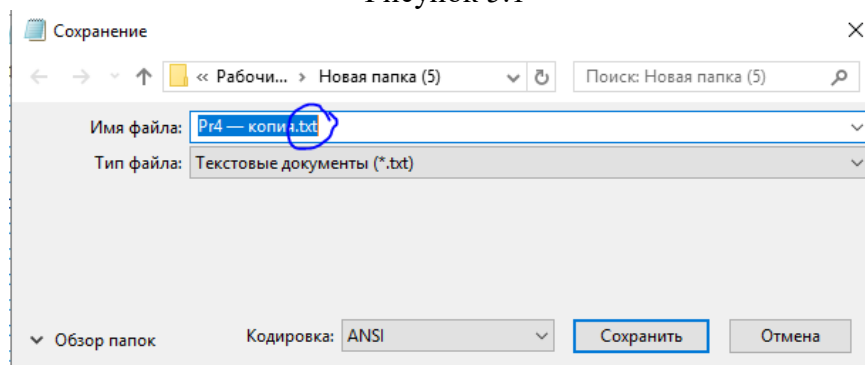 Сохранение
« Рабочи... > Новая папка (5)
Поиск: Новая папка (5)
Имя файла: Pr4 — копия.txt
Тип файла: Текстовые документы (*.txt)
Обзор папок
Кодировка: ANSI
Сохранить
Отмена